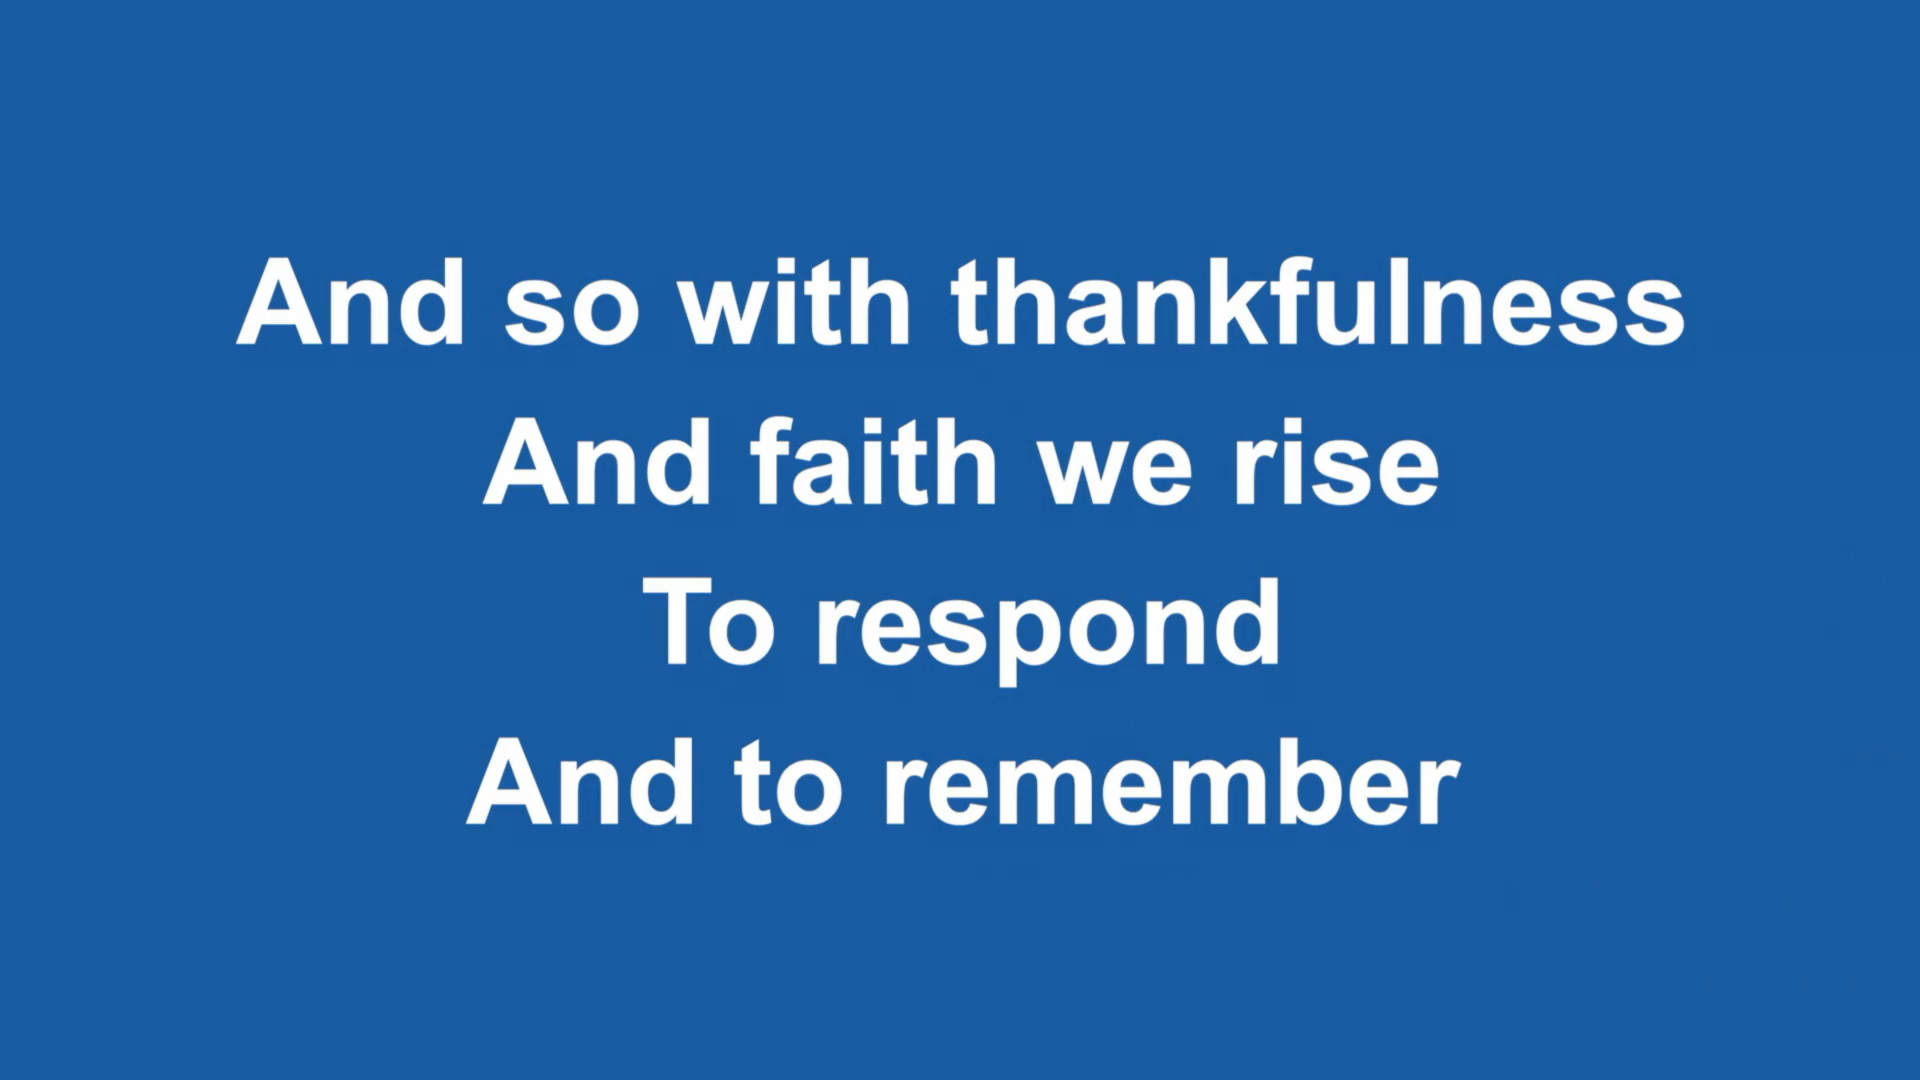 And so with thankfulness
And faith we rise
To respond
And to remember